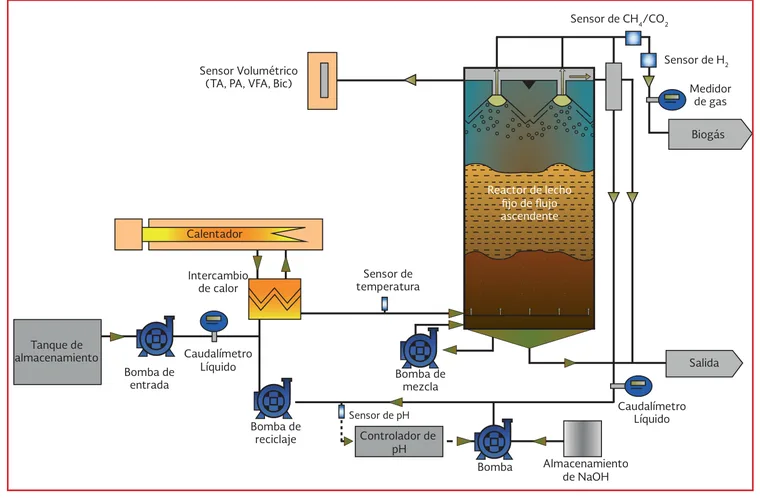 Sensor de CH4/CO2
Sensor de H2
Sensor Volumétrico
(TA, PA, VFA, Bic)
Medidor
de gas
Biogás
Reactor de lecho
fijo de flujo
ascendente
Calentador
Intercambio
de calor
Sensor de
temperatura
Tanque de
almacenamiento
Bomba de
entrada
Caudalímetro
Líquido
Bomba de
mezcla
Salida
Caudalímetro
Líquido
Bomba de
reciclaje
Sensor de pH
Controlador de
pH
Bomba
Almacenamiento
de NaOH